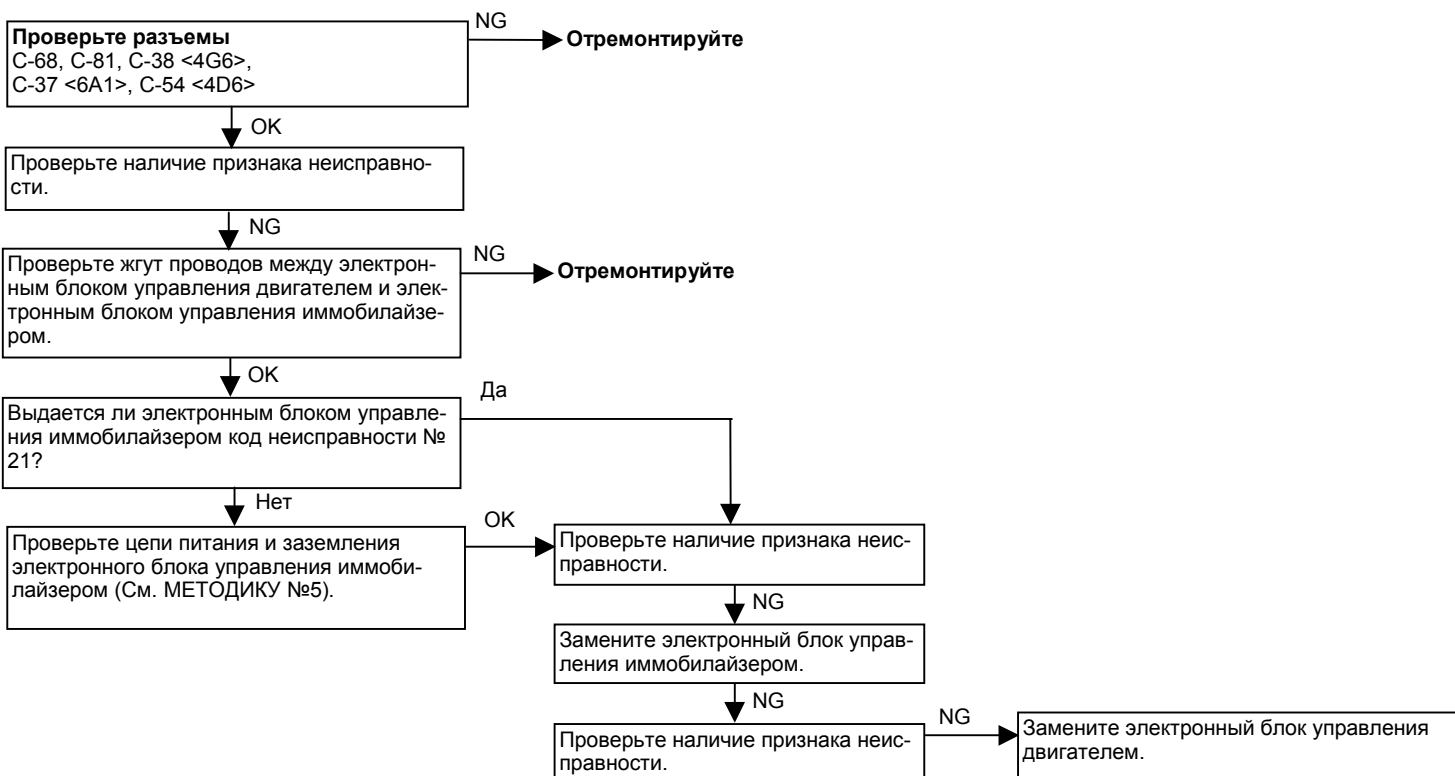 NG
Проверьте разъемы
C-68, C-81, C-38 <4G6>,
C-37 <6A1>, C-54 <4D6>
Отремонтируйте
OK
Проверьте наличие признака неисправно-
сти.
NG
Проверьте жгут проводов между электрон-
ным блоком управления двигателем и элек-
тронным блоком управления иммобилайзе-
ром.
NG
Отремонтируйте
OK
Да
Выдается ли электронным блоком управле-
ния иммобилайзером код неисправности №
21?
Нет
Проверьте цепи питания и заземления
электронного блока управления иммоби-
лайзером (См. МЕТОДИКУ №5).
OK
Проверьте наличие признака неис-
правности.
NG
Замените электронный блок управ-
ления иммобилайзером.
NG
Проверьте наличие признака неис-
правности.
NG
Замените электронный блок управления
двигателем.